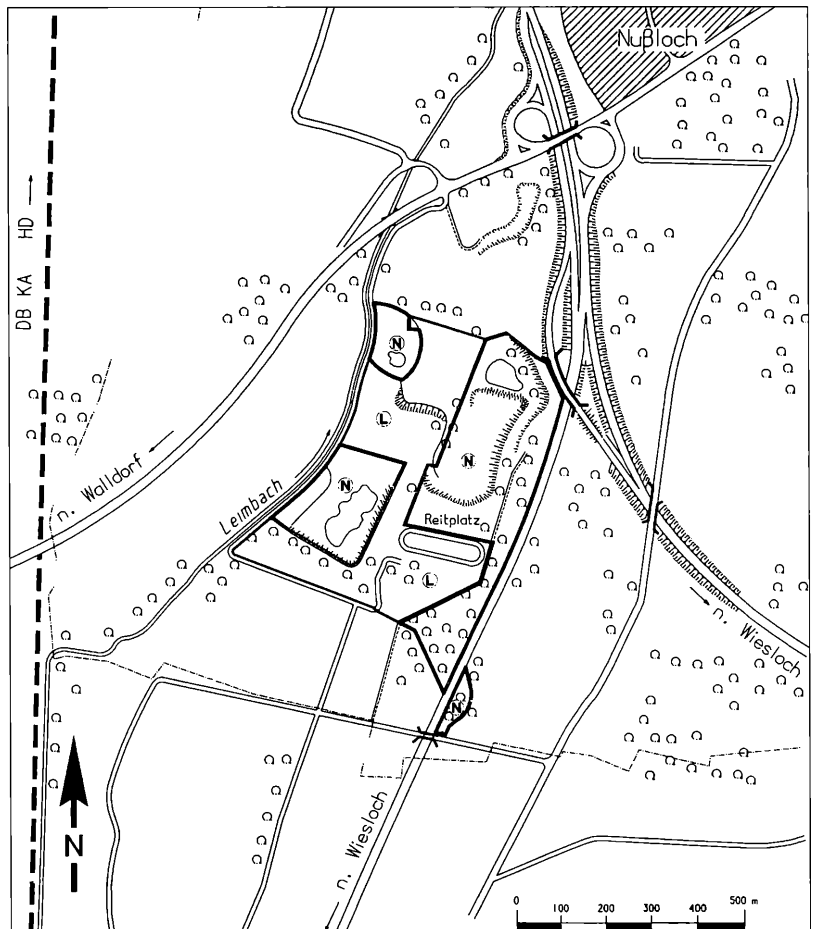 Nußloch
DB KA HD
N
L
N
N
n. Walldorf
Leimbach
Reitplatz
L
n. Wiesloch
N
n. Wiesloch
N
0 100 200 300 400 500 m